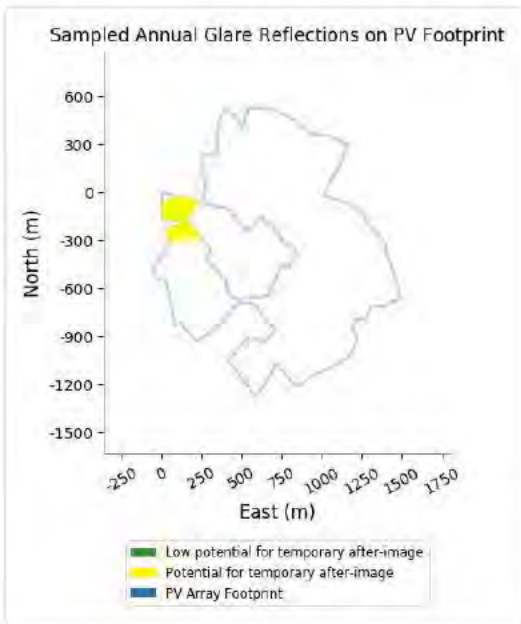 Sampled Annual Glare Reflections on PV Footprint
600
300
0
-300
-600
-900
-1200
-1500
North (m)
-250 0 250 500 750 1000 1250 1500 1750
East (m)
Low potential for temporary after-image
Potential for temporary after-image
PV Array Footprint